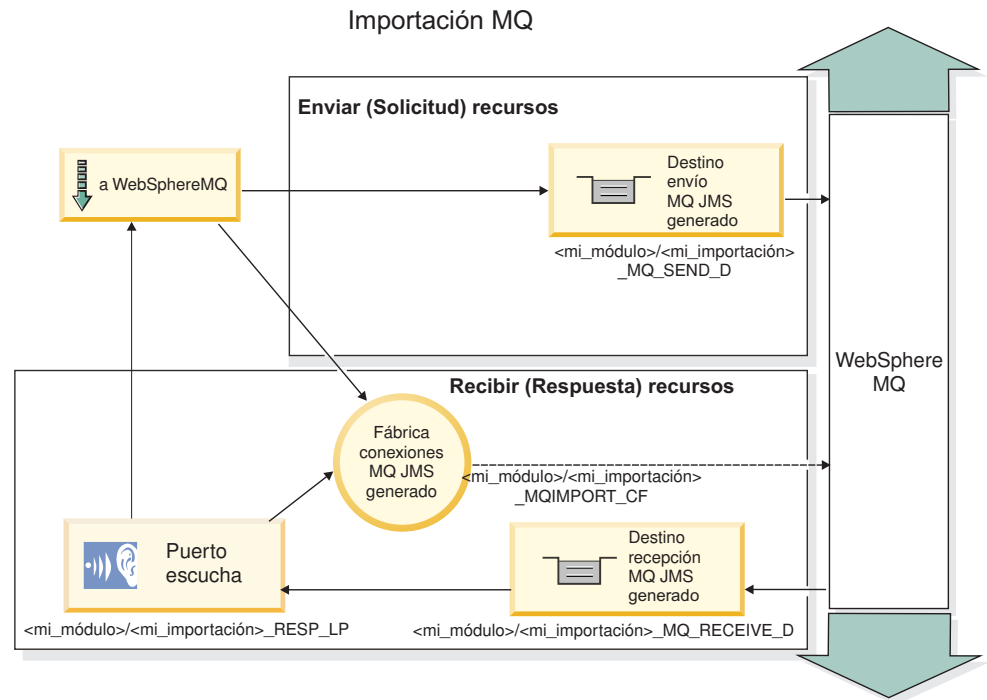 Importación MQ
Enviar (Solicitud) recursos
a WebSphereMQ
Destino
envío
MQ JMS
generado
<mi_módulo>/<mi_importación>
_MQ_SEND_D
WebSphere
MQ
Recibir (Respuesta) recursos
Fábrica
conexiones
MQ JMS
generado
<mi_módulo>/<mi_importación>
_MQIMPORT_CF
Puerto
escucha
Destino
recepción
MQ JMS
generado
<mi_módulo>/<mi_importación>_RESP_LP
<mi_módulo>/<mi_importación>_MQ_RECEIVE_D